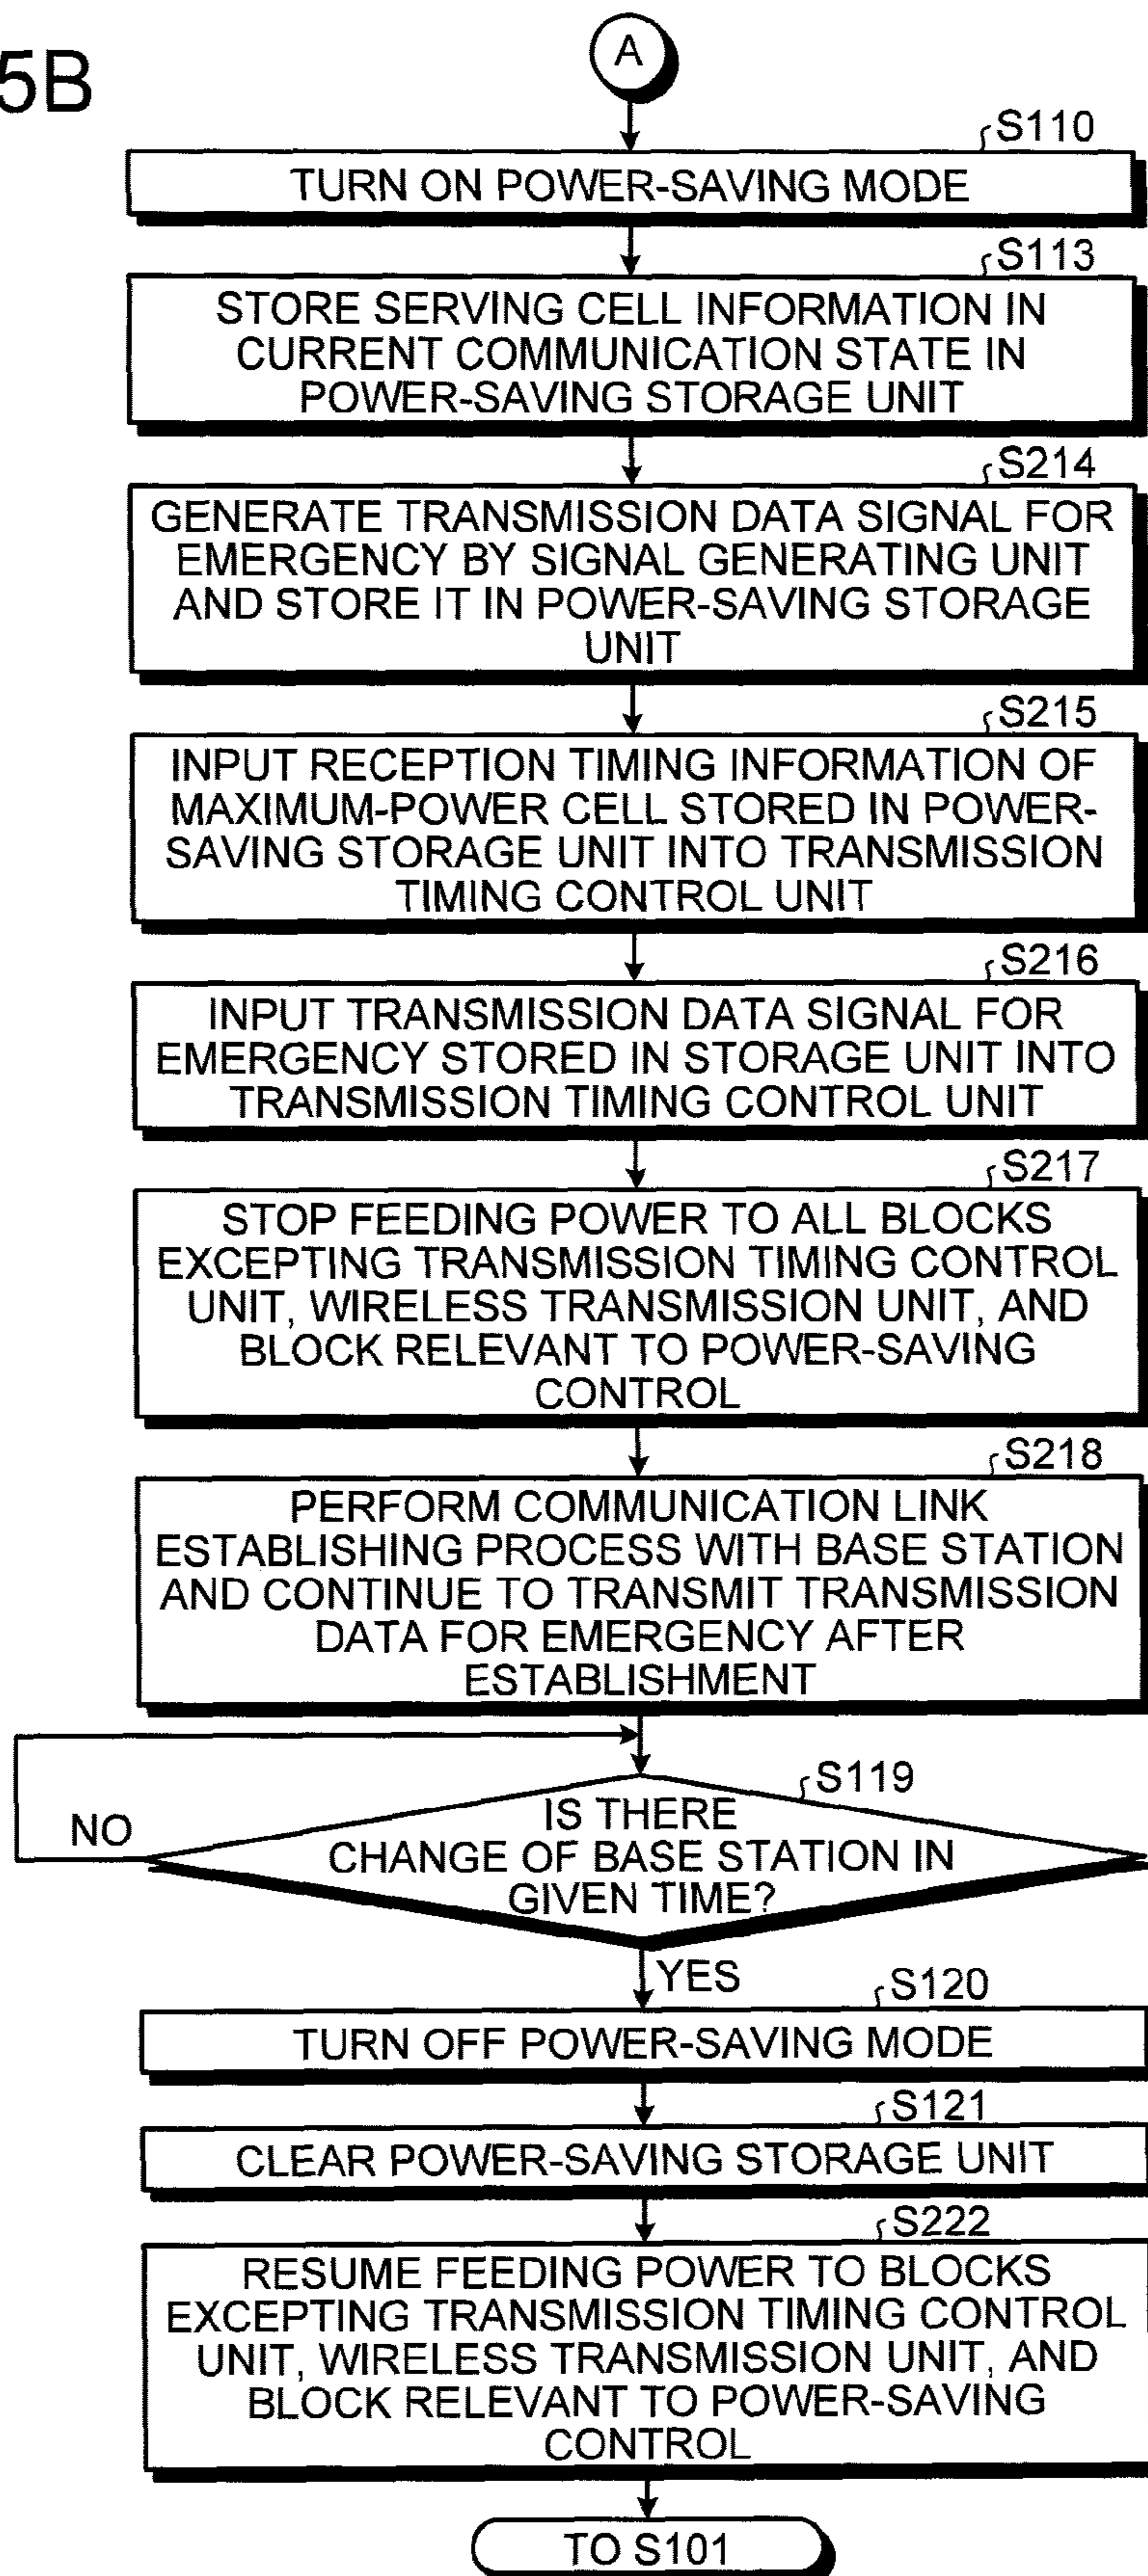 5B
A
S110
TURN ON POWER-SAVING MODE
S113
STORE SERVING CELL INFORMATION IN
CURRENT COMMUNICATION STATE IN
POWER-SAVING STORAGE UNIT
S214
GENERATE TRANSMISSION DATA SIGNAL FOR
EMERGENCY BY SIGNAL GENERATING UNIT
AND STORE IT IN POWER-SAVING STORAGE
UNIT
S215
INPUT RECEPTION TIMING INFORMATION OF
MAXIMUM-POWER CELL STORED IN POWER-
SAVING STORAGE UNIT INTO TRANSMISSION
TIMING CONTROL UNIT
S216
INPUT TRANSMISSION DATA SIGNAL FOR
EMERGENCY STORED IN STORAGE UNIT INTO
TRANSMISSION TIMING CONTROL UNIT
S217
STOP FEEDING POWER TO ALL BLOCKS
EXCEPTING TRANSMISSION TIMING CONTROL
UNIT, WIRELESS TRANSMISSION UNIT, AND
BLOCK RELEVANT TO POWER-SAVING
CONTROL
S218
PERFORM COMMUNICATION LINK
ESTABLISHING PROCESS WITH BASE STATION
AND CONTINUE TO TRANSMIT TRANSMISSION
DATA FOR EMERGENCY AFTER
ESTABLISHMENT
S119
IS THERE
CHANGE OF BASE STATION IN
GIVEN TIME?
NO
YES
S120
TURN OFF POWER-SAVING MODE
S121
CLEAR POWER-SAVING STORAGE UNIT
S222
RESUME FEEDING POWER TO BLOCKS
EXCEPTING TRANSMISSION TIMING CONTROL
UNIT, WIRELESS TRANSMISSION UNIT, AND
BLOCK RELEVANT TO POWER-SAVING
CONTROL
TO S101